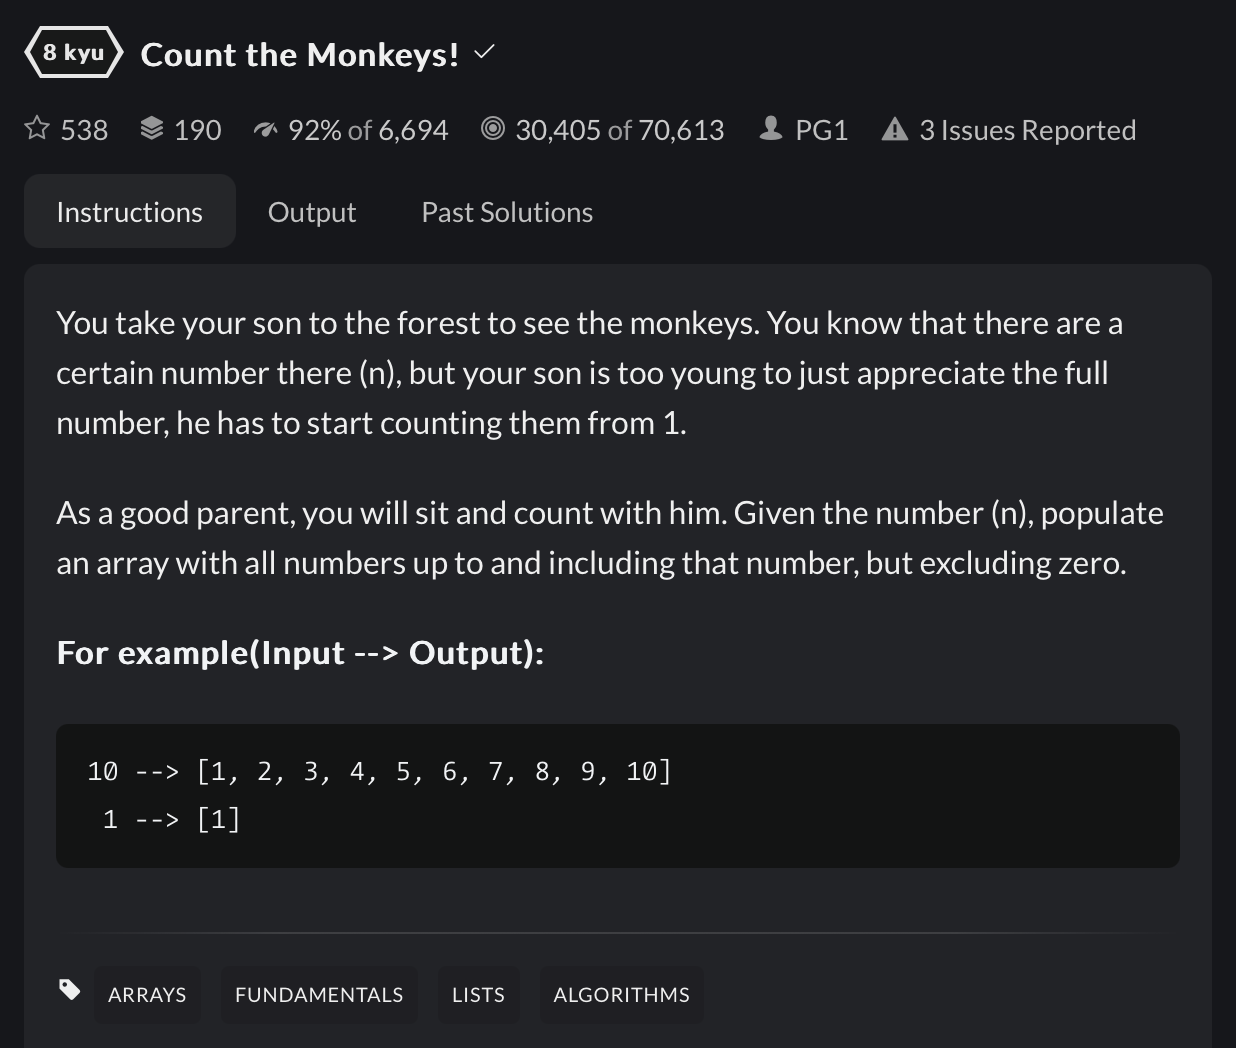 8 kyu Count the Monkeys!
538 190 92% of 6,694 30,405 of 70,613 PG1 3 Issues Reported
Instructions Output Past Solutions
You take your son to the forest to see the monkeys. You know that there are a
certain number there (n), but your son is too young to just appreciate the full
number, he has to start counting them from 1.
As a good parent, you will sit and count with him. Given the number (n), populate
an array with all numbers up to and including that number, but excluding zero.
For example(Input --> Output):
10 --> [1, 2, 3, 4, 5, 6, 7, 8, 9, 10]
1 --> [1]
ARRAYS FUNDAMENTALS LISTS ALGORITHMS